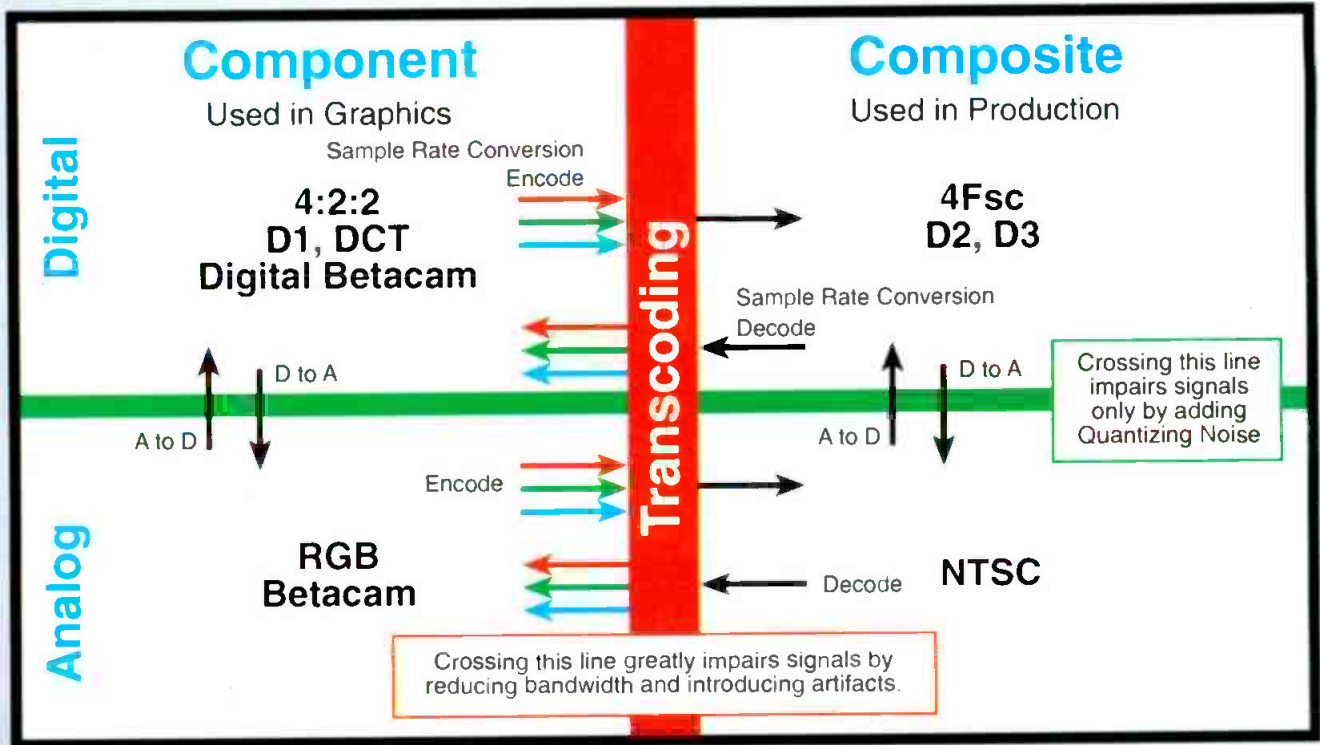 Component
Used in Graphics
Composite
Used in Production
Digital
Sample Rate Conversion
Encode
4:2:2
D1, DCT
Digital Betacam
4Fsc
D2, D3
Transcoding
Sample Rate Conversion
Decode
D to A
A to D
D to A
A to D
Crossing this line
impairs signals
only by adding
Quantizing Noise
Analog
Encode
RGB
Betacam
Decode
NTSC
Crossing this line greatly impairs signals by
reducing bandwidth and introducing artifacts.